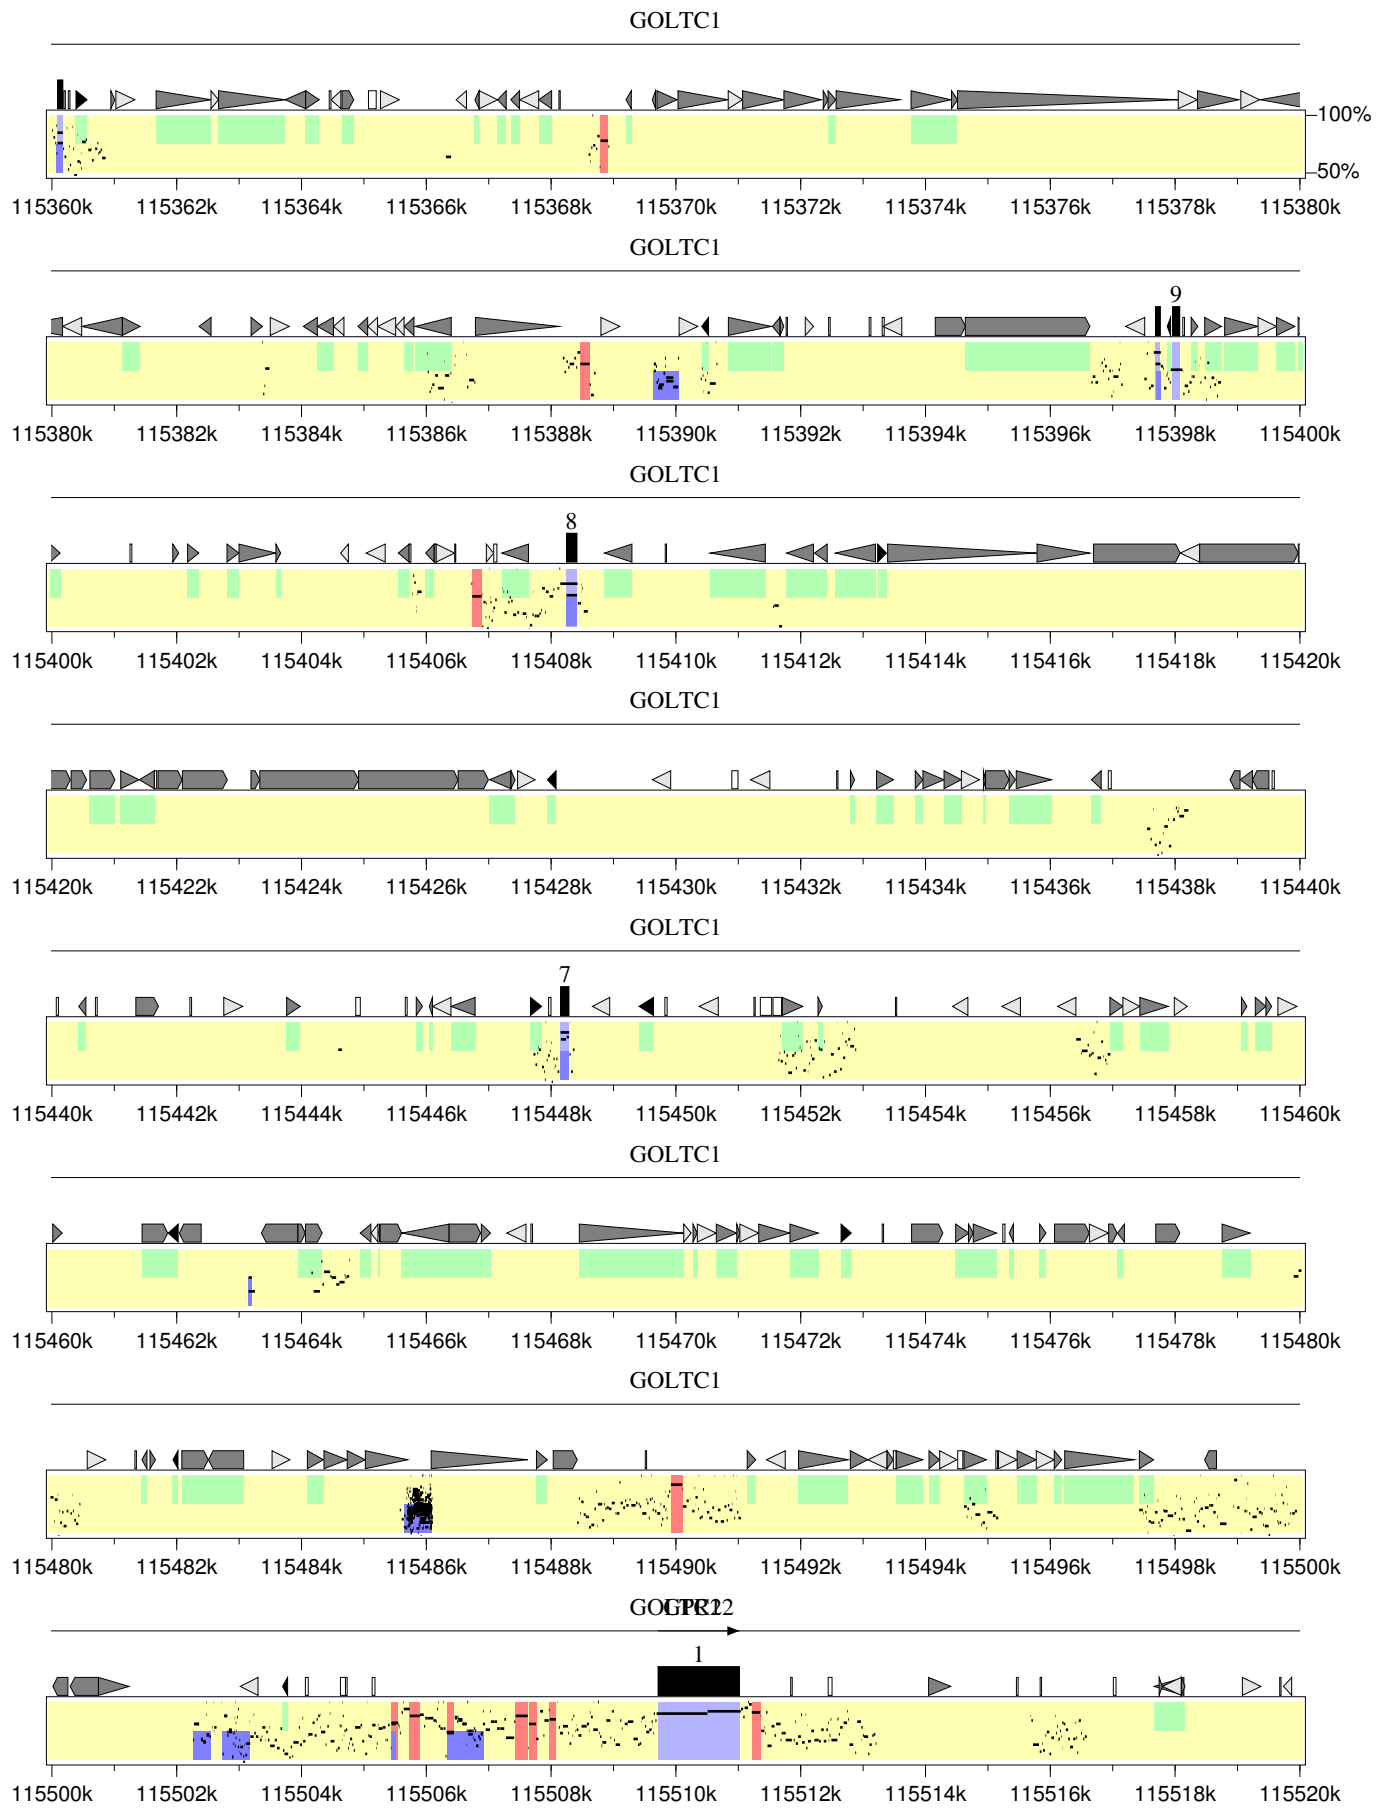 GOLTC1
100%
50%
115360k 115362k 115364k 115366k 115368k 115370k 115372k 115374k 115376k 115378k 115380k
GOLTC1
9
115380k 115382k 115384k 115386k 115388k 115390k 115392k 115394k 115396k 115398k 115400k
GOLTC1
8
115400k 115402k 115404k 115406k 115408k 115410k 115412k 115414k 115416k 115418k 115420k
GOLTC1
115420k 115422k 115424k 115426k 115428k 115430k 115432k 115434k 115436k 115438k 115440k
GOLTC1
7
115440k 115442k 115444k 115446k 115448k 115450k 115452k 115454k 115456k 115458k 115460k
GOLTC1
115460k 115462k 115464k 115466k 115468k 115470k 115472k 115474k 115476k 115478k 115480k
GOLTC1
115480k 115482k 115484k 115486k 115488k 115490k 115492k 115494k 115496k 115498k 115500k
GOLTC1 GPR22
1
115500k 115502k 115504k 115506k 115508k 115510k 115512k 115514k 115516k 115518k 115520k